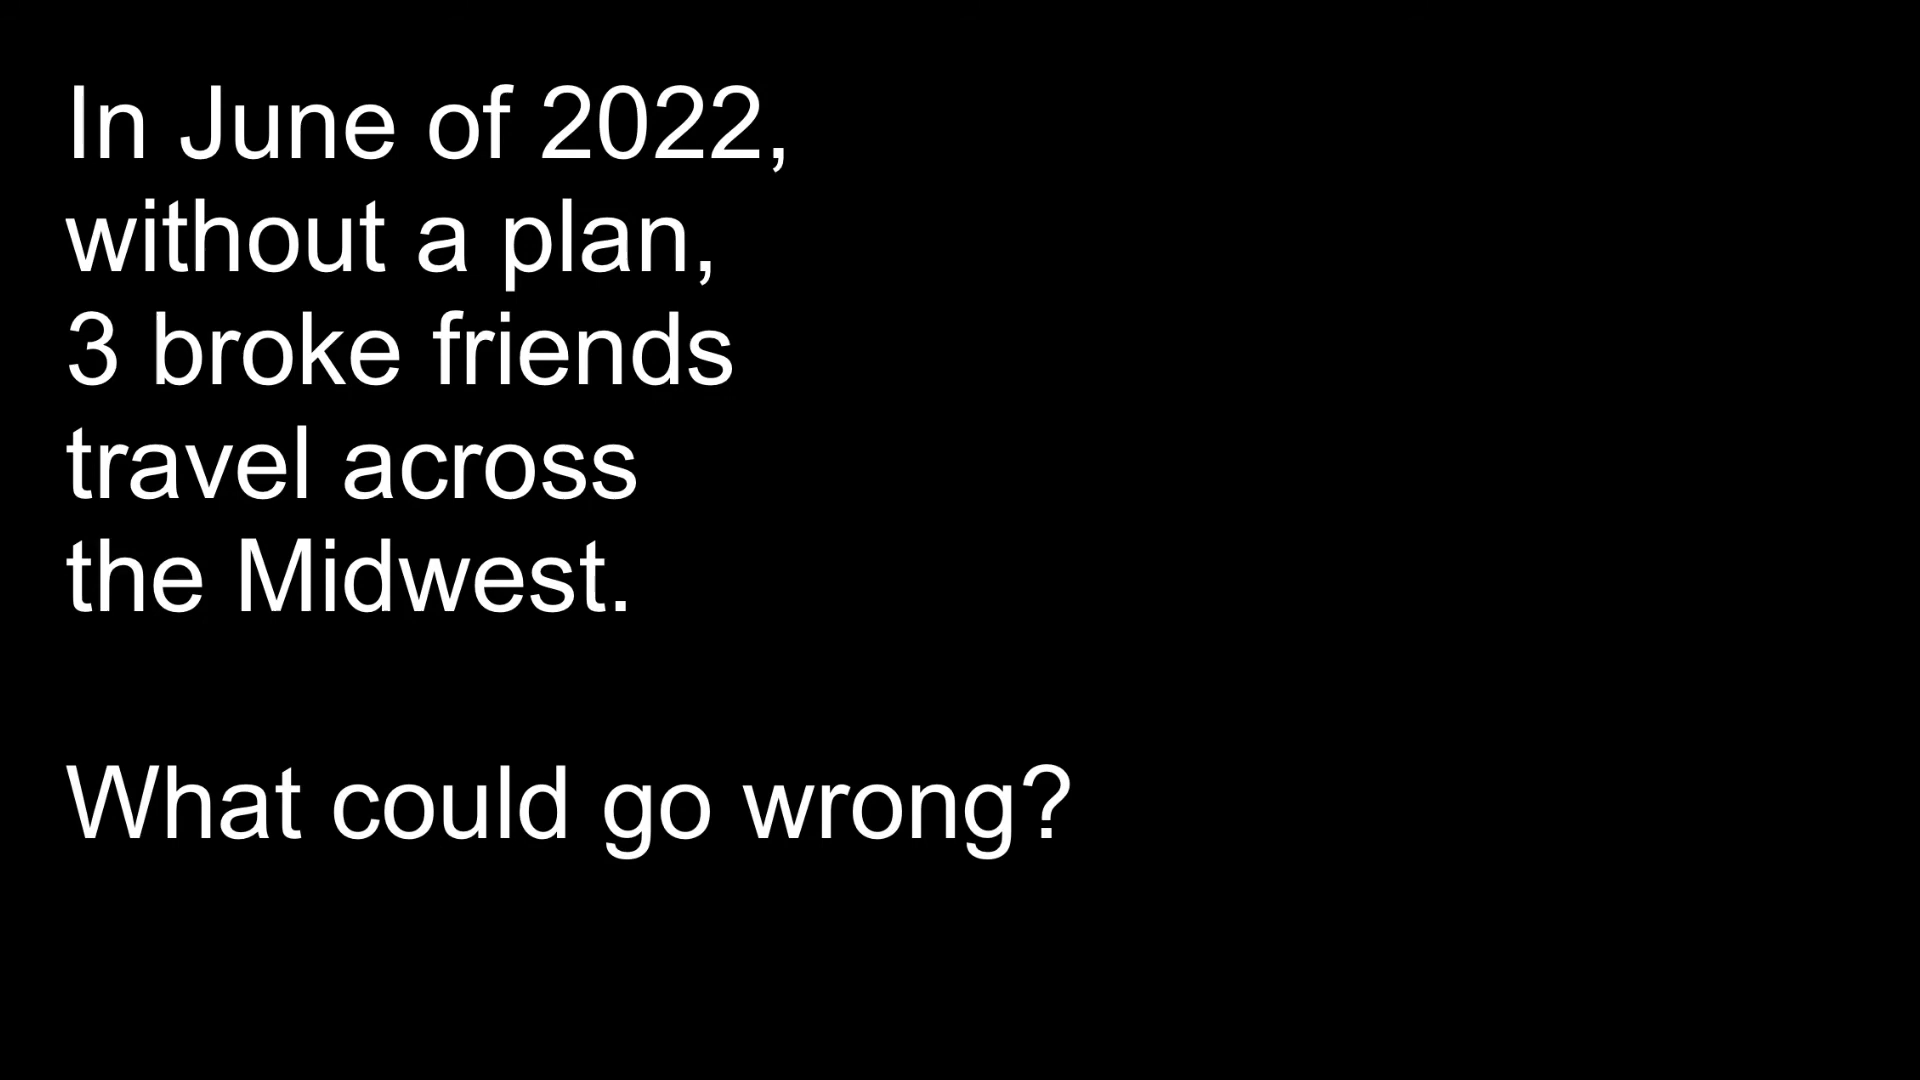 In June of 2022,
without a plan,
3 broke friends
travel across
the Midwest.
What could go wrong?